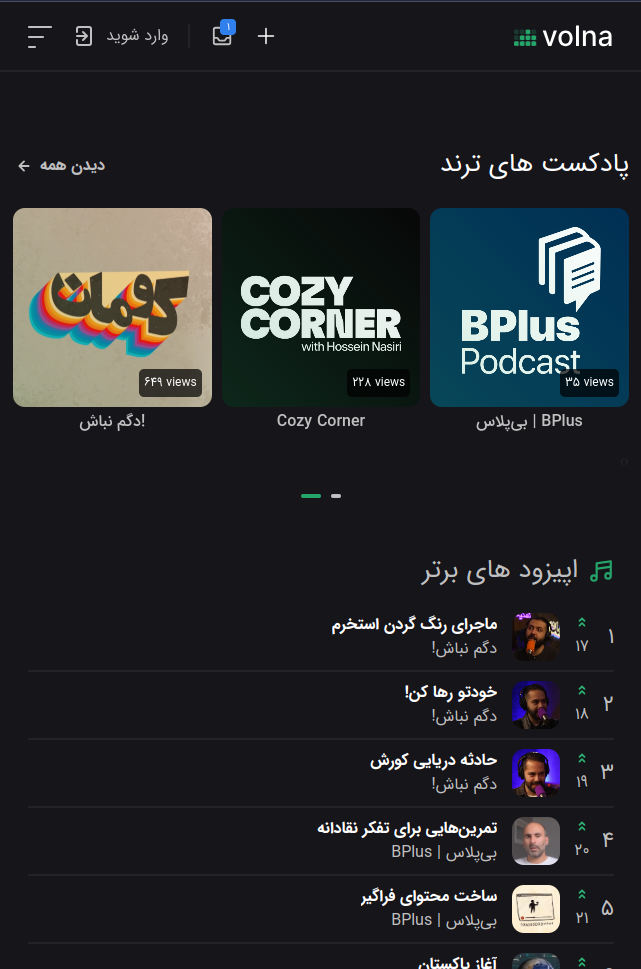 volna
۱
وارد شوید
پادکست های ترند
دیدن همه
BPlus
Podcast
۳۵ views
COZY
CORNER
with Hossein Nasiri
۲۲۸ views
گومان
۶۴۹ views
بی‌پلاس | BPlus
Cozy Corner
دگم نباش!
اپیزود های برتر
۱
۱۷
ماجرای رنگ گردن استخرم
دگم نباش!
۲
۱۸
خودتو رها کن!
دگم نباش!
۳
۱۹
حادثه دریایی کورش
دگم نباش!
۴
۲۰
تمرین‌هایی برای تفکر نقادانه
بی‌پلاس | BPlus
۵
۲۱
ساخت محتوای فراگیر
بی‌پلاس | BPlus
آغاز پاکستان